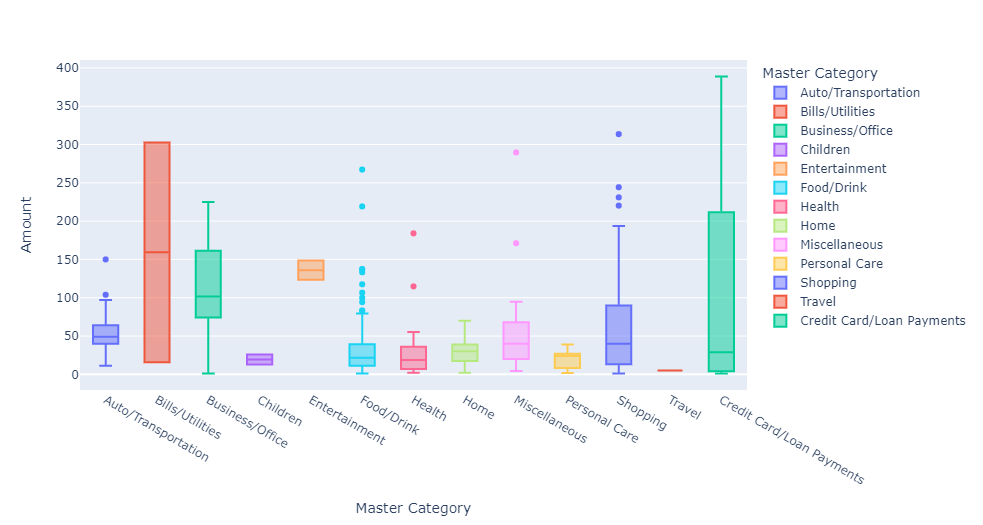 400
350
300
250
200
150
100
50
0
Amount
Auto/Transportation
Bills/Utilities
Business/Office
Children
Entertainment
Food/Drink
Health
Home
Miscellaneous
Personal Care
Shopping
Travel
Credit Card/Loan Payments
Master Category
Master Category
Auto/Transportation
Bills/Utilities
Business/Office
Children
Entertainment
Food/Drink
Health
Home
Miscellaneous
Personal Care
Shopping
Travel
Credit Card/Loan Payments